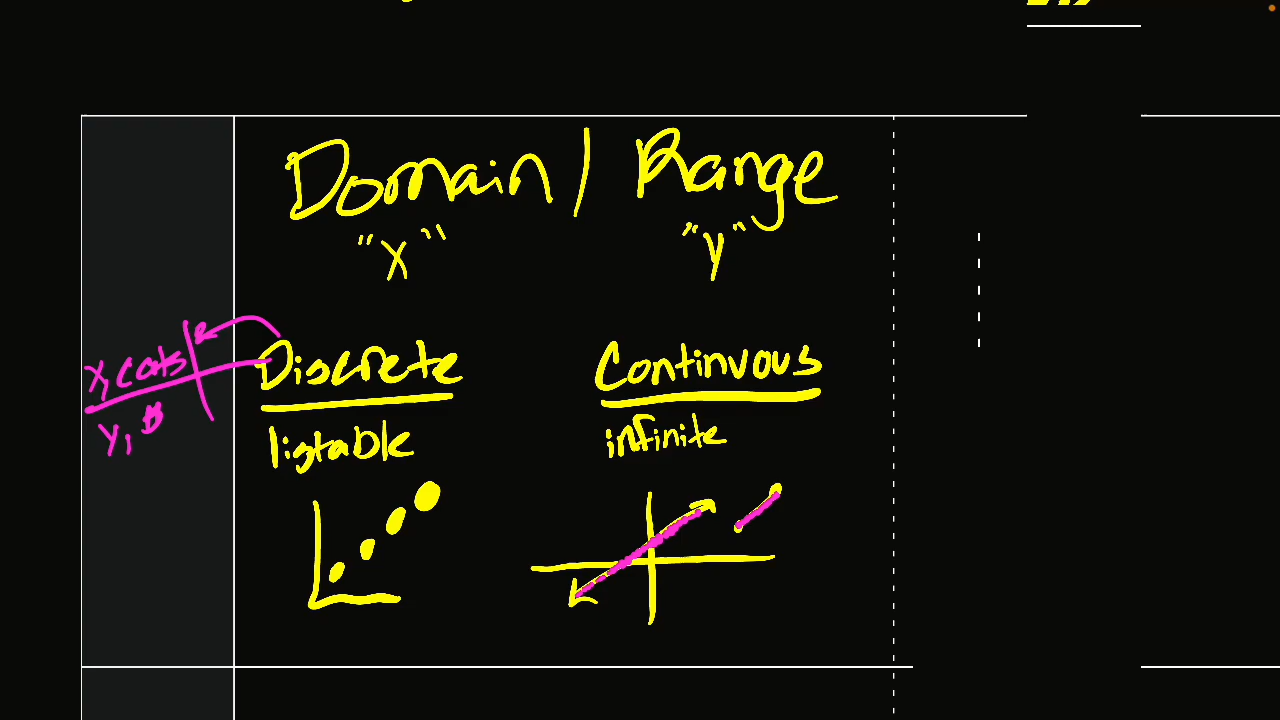 Domain / Range
"X" "Y"
Discrete Continuous
x, cats
y,
listable infinite